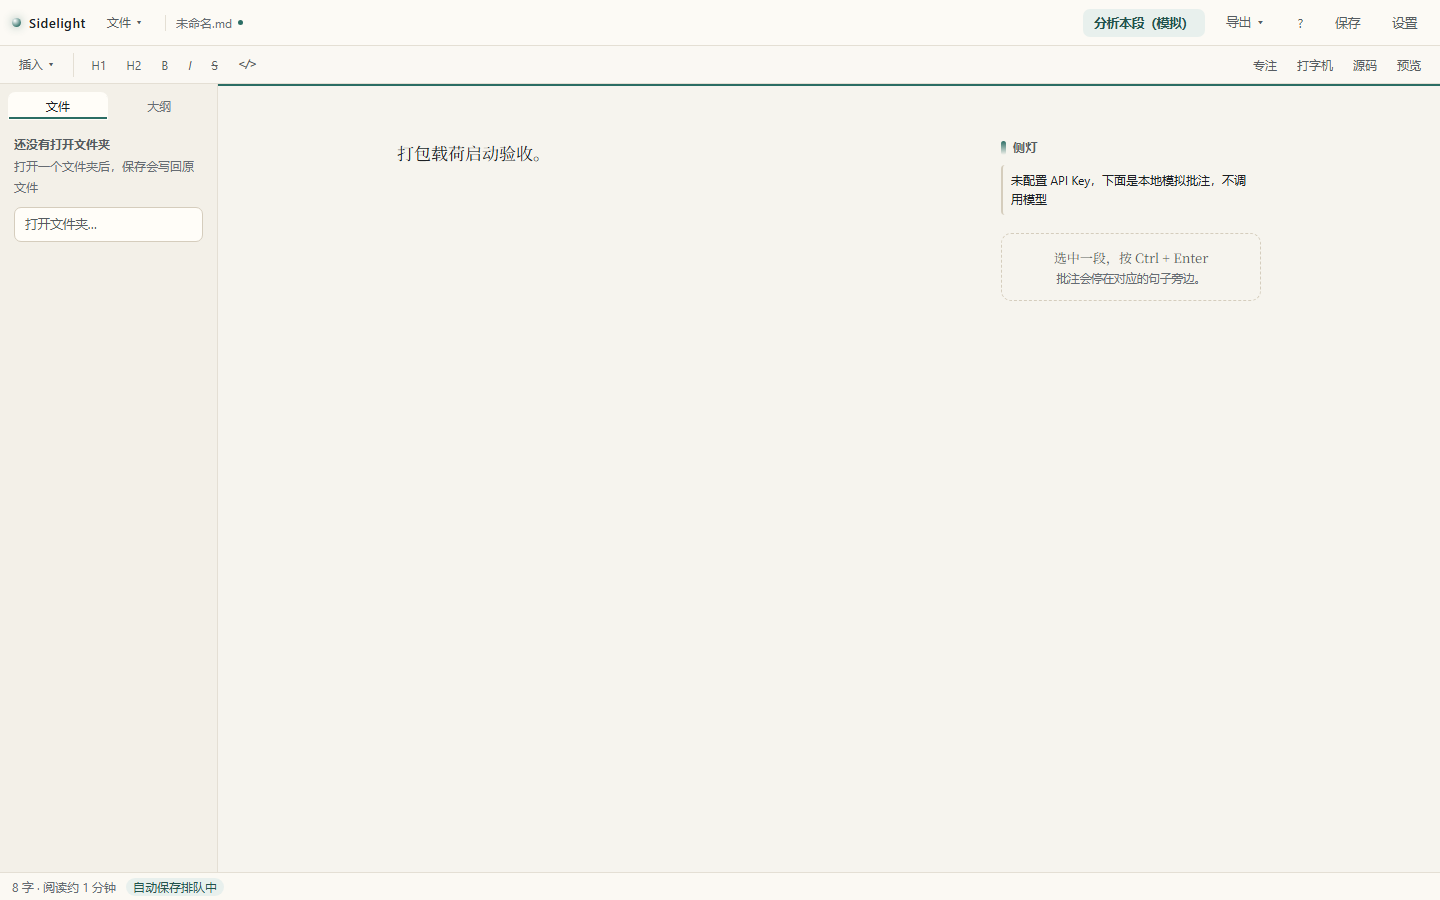 Sidelight 文件 未命名.md 分析本段（模拟） 导出 ? 保存 设置
插入 H1 H2 B I S </> 专注 打字机 源码 预览
文件 大纲
还没有打开文件夹
打开一个文件夹后，保存会写回原
文件
打开文件夹...
打包载荷启动验收。
侧灯
未配置 API Key，下面是本地模拟批注，不调
用模型
选中一段，按 Ctrl + Enter
批注会停在对应的句子旁边。
8 字 · 阅读约 1 分钟 自动保存排队中